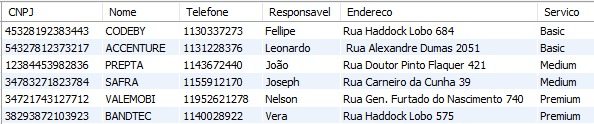 CNPJ Nome Telefone Responsavel Endereco Servico
45328192383443 CODEBY 1130337273 Fellipe Rua Haddock Lobo 684 Basic
54327812373217 ACCENTURE 1131228376 Leonardo Rua Alexandre Dumas 2051 Basic
12384453982836 PREPTA 1143672440 João Rua Doutor Pinto Flaquer 421 Medium
34783271823784 SAFRA 1155912170 Joseph Rua Carneiro da Cunha 39 Medium
34721743127712 VALEMOBI 11952621278 Nelson Rua Gen. Furtado do Nascimento 740 Premium
38293872103923 BANDTEC 1140028922 Vera Rua Haddock Lobo 575 Premium